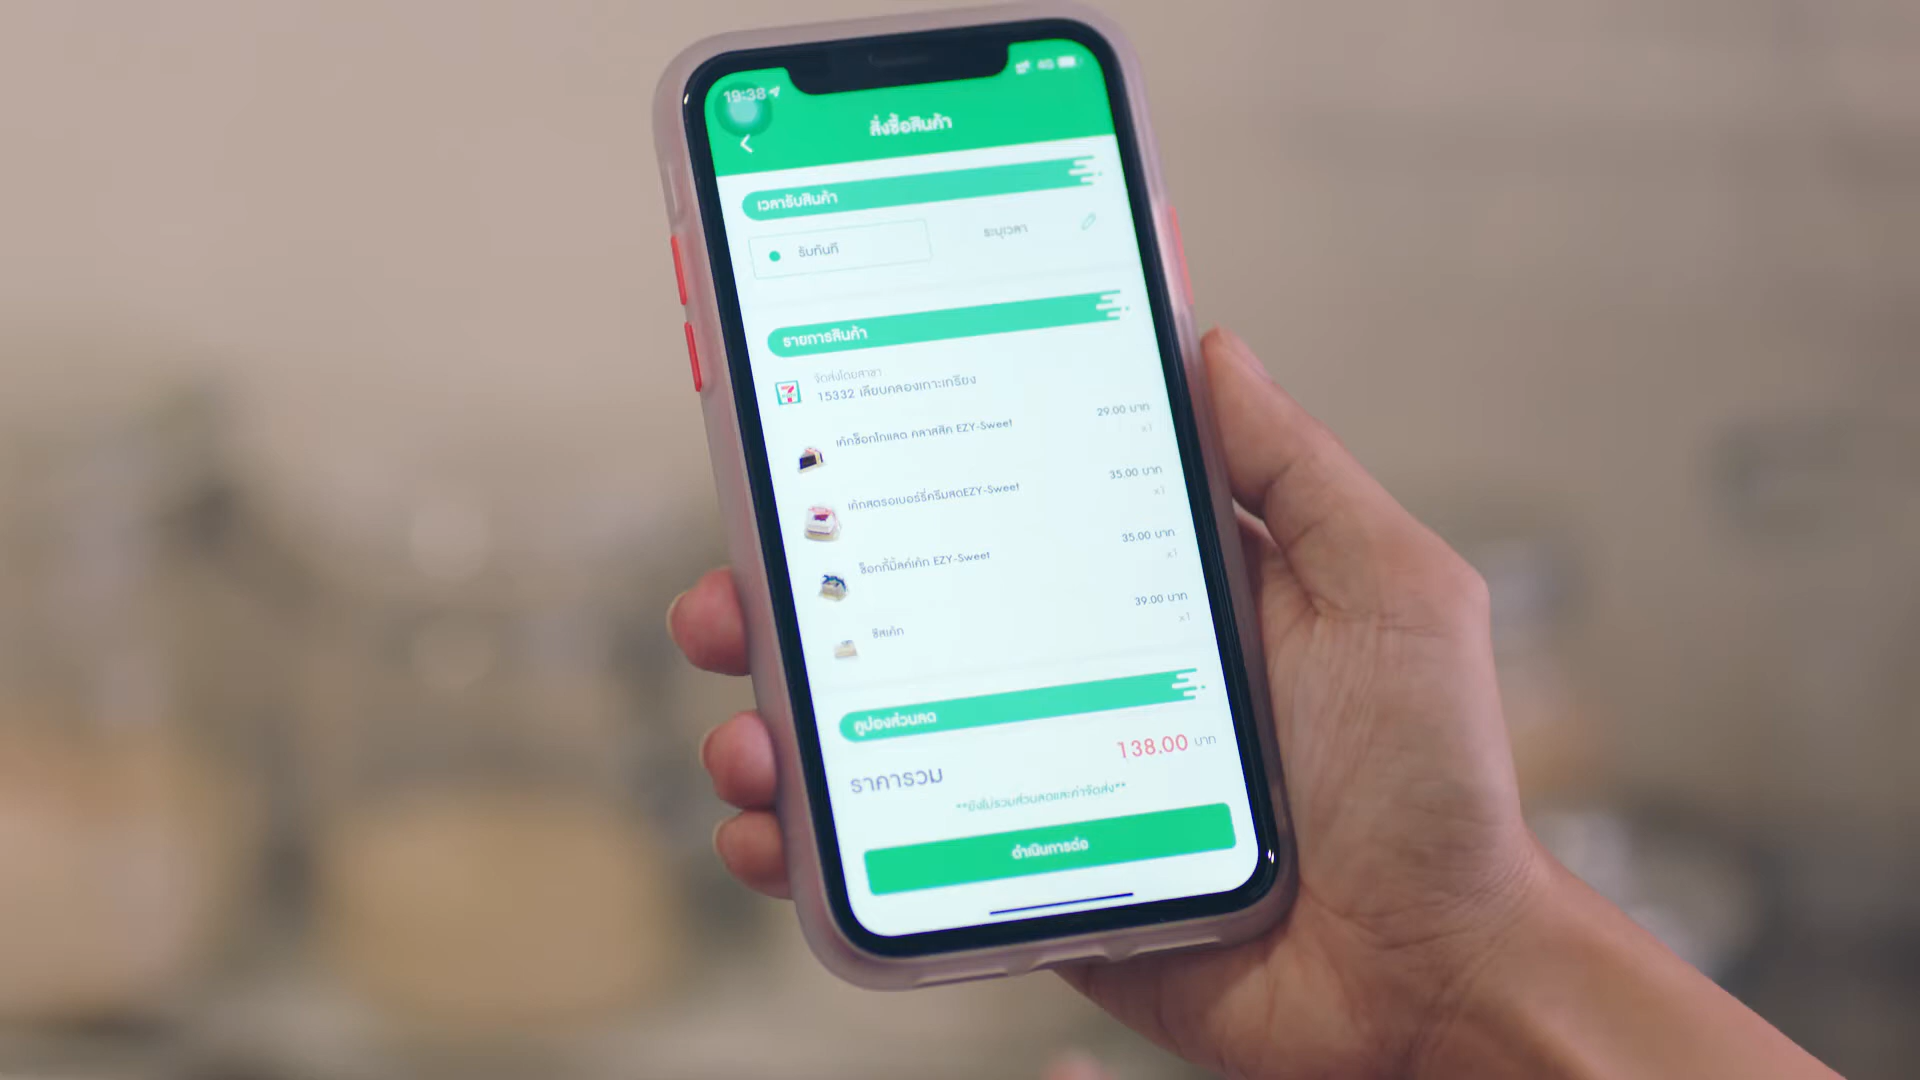 19:38
4G
สั่งซื้อสินค้า
เวลารับสินค้า
รับทันที
ระบุเวลา
รายการสินค้า
จัดส่งโดยสาขา
15332 เลียบคลองเกาะเกรียง
เค้กช็อกโกแลต คลาสสิค EZY-Sweet
29.00 บาท
x1
เค้กสตรอเบอร์รี่ครีมสดEZY-Sweet
35.00 บาท
x1
ช็อกกี้มิ้ลค์เค้ก EZY-Sweet
35.00 บาท
x1
ชีสเค้ก
39.00 บาท
x1
คูปองส่วนลด
ราคารวม
138.00 บาท
**ยังไม่รวมส่วนลดและค่าจัดส่ง**
ดำเนินการต่อ